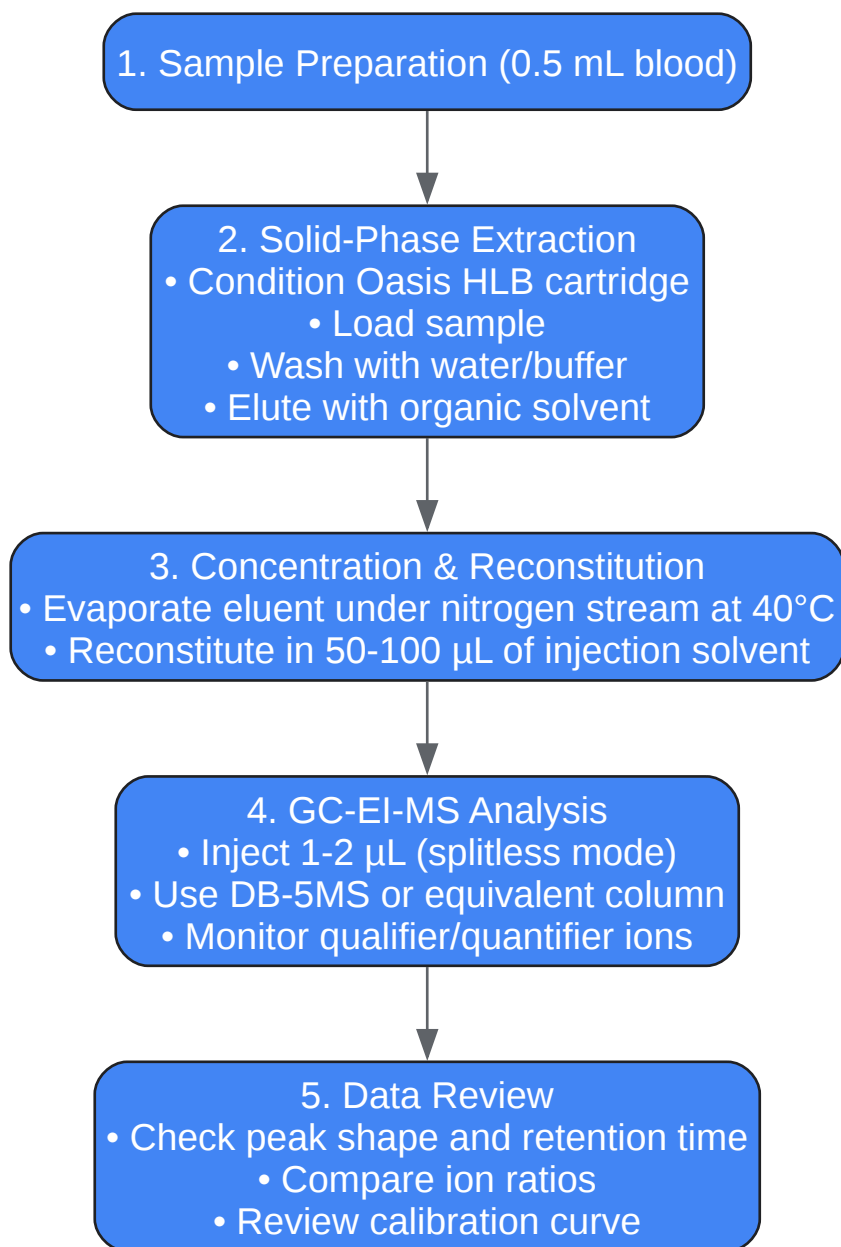 1. Sample Preparation (0.5 mL blood)
2. Solid-Phase Extraction
• Condition Oasis HLB cartridge
• Load sample
• Wash with water/buffer
• Elute with organic solvent
3. Concentration & Reconstitution
• Evaporate eluent under nitrogen stream at 40°C
• Reconstitute in 50-100 µL of injection solvent
4. GC-EI-MS Analysis
• Inject 1-2 µL (splitless mode)
• Use DB-5MS or equivalent column
• Monitor qualifier/quantifier ions
5. Data Review
• Check peak shape and retention time
• Compare ion ratios
• Review calibration curve